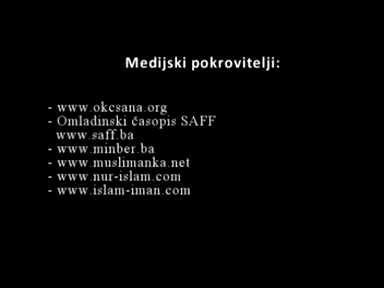 Medijski pokrovitelji:
- www.okcsana.org
- Omladinski časopis SAFF
www.saff.ba
- www.minber.ba
- www.muslimanka.net
- www.nur-islam.com
- www.islam-iman.com